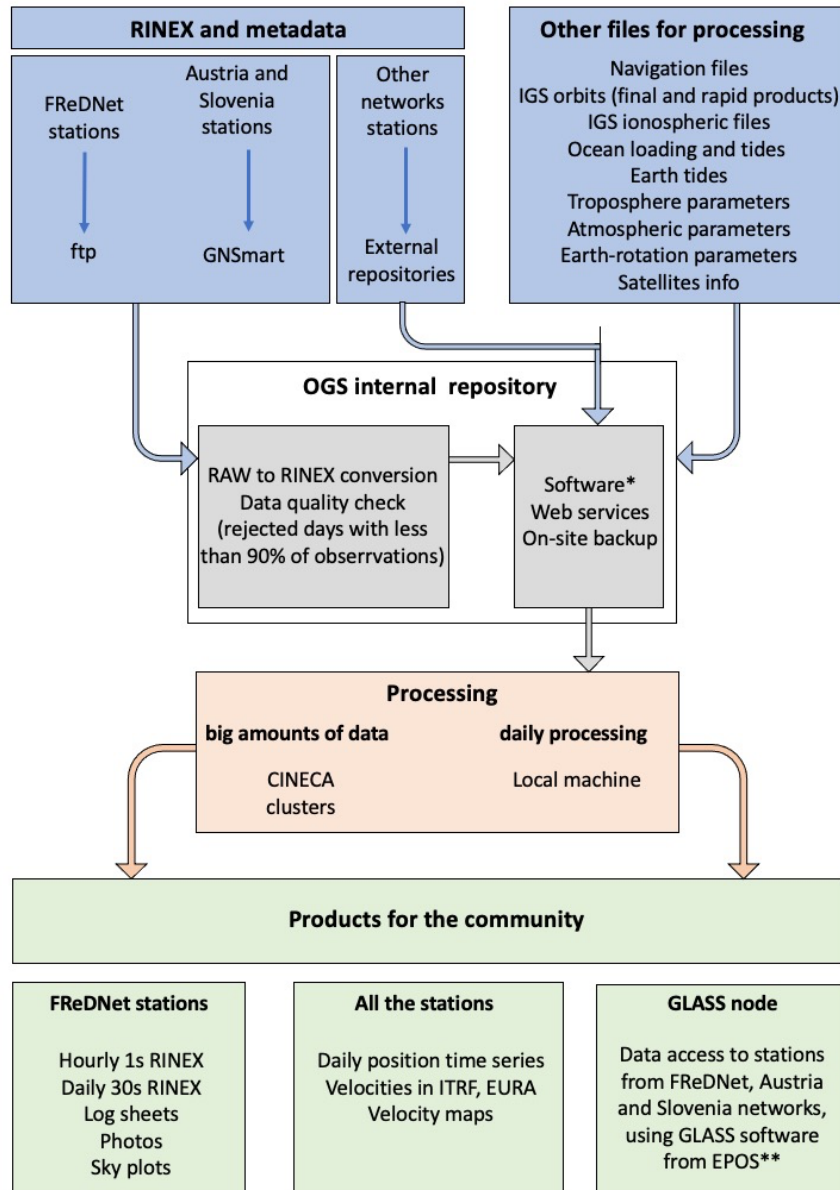 RINEX and metadata
FReDNet
stations
ftp
Austria and
Slovenia
stations
GNSmart
Other
networks
stations
External
repositories
Other files for processing
Navigation files
IGS orbits (final and rapid products)
IGS ionospheric files
Ocean loading and tides
Earth tides
Troposphere parameters
Atmospheric parameters
Earth-rotation parameters
Satellites info
OGS internal repository
RAW to RINEX conversion
Data quality check
(rejected days with less
than 90% of obserrvations)
Software*
Web services
On-site backup
Processing
big amounts of data
CINECA
clusters
daily processing
Local machine
Products for the community
FReDNet stations
Hourly 1s RINEX
Daily 30s RINEX
Log sheets
Photos
Sky plots
All the stations
Daily position time series
Velocities in ITRF, EURA
Velocity maps
GLASS node
Data access to stations
from FReDNet, Austria
and Slovenia networks,
using GLASS software
from EPOS**